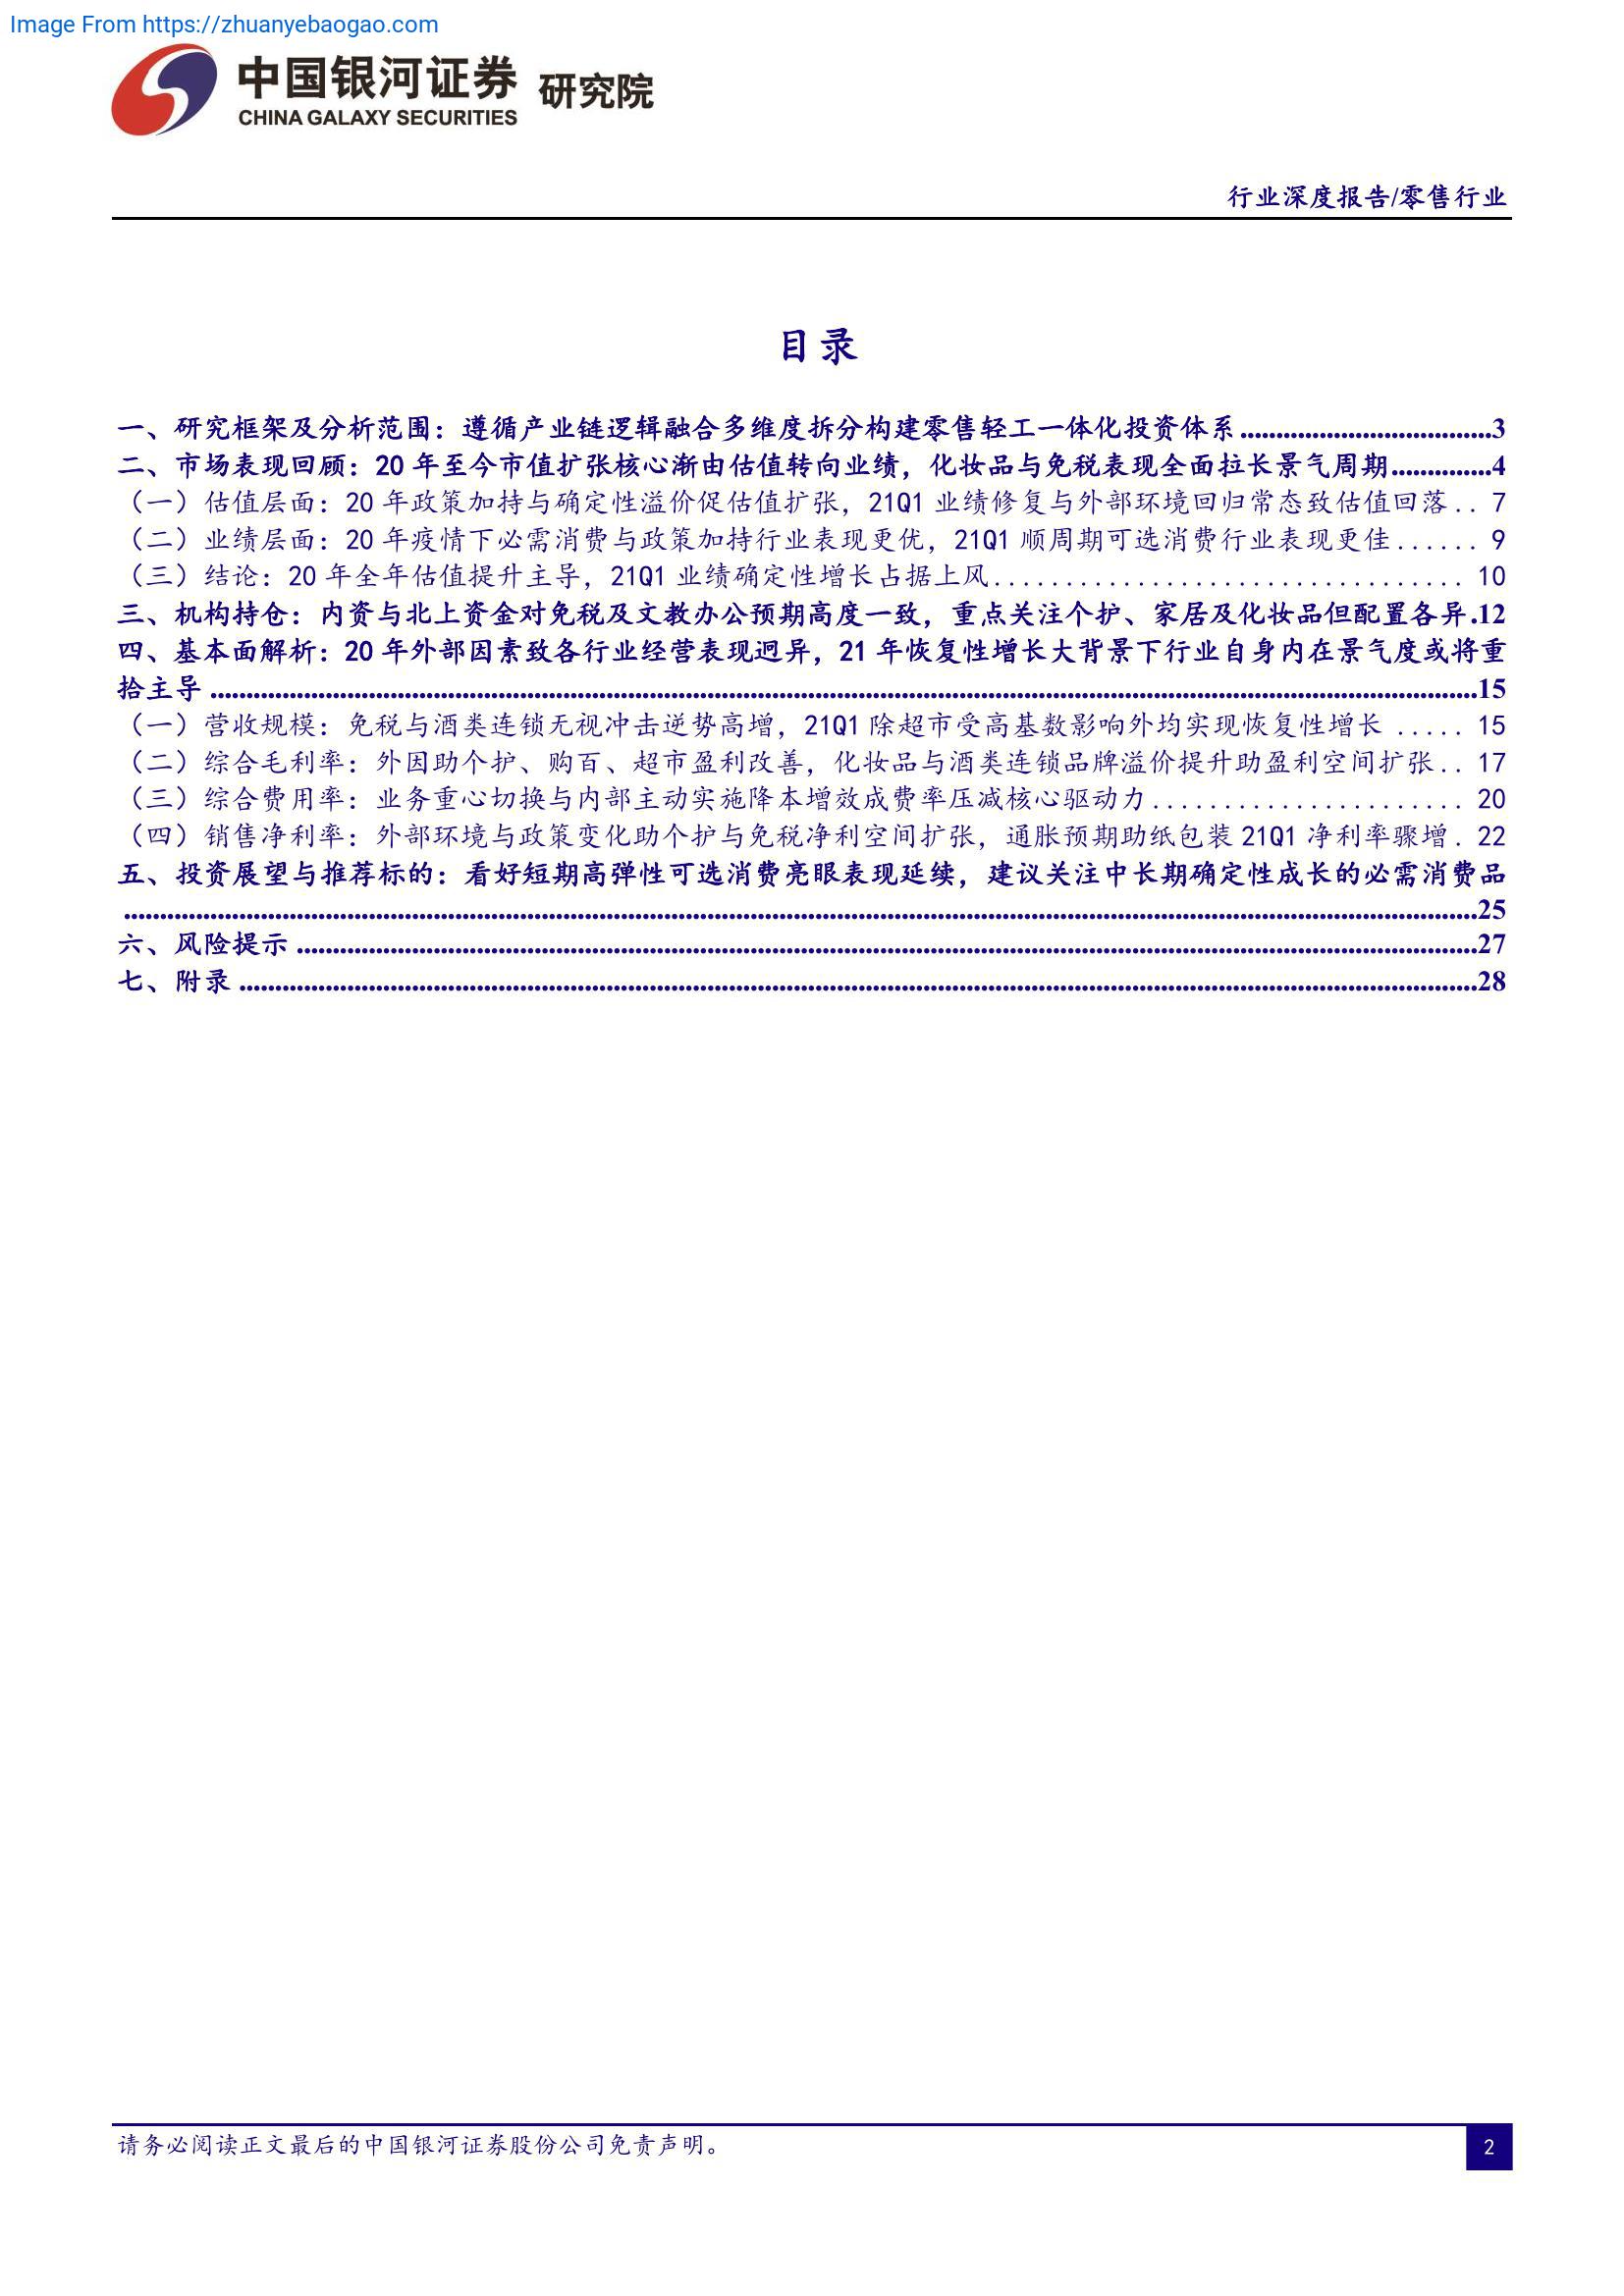 Image From https://zhuanyebaogao.com
中国银河证券 研究院
CHINA GALAXY SECURITIES
行业深度报告/零售行业
目录
一、研究框架及分析范围：遵循产业链逻辑融合多维度拆分构建零售轻工一体化投资体系...................................3
二、市场表现回顾：20 年至今市值扩张核心渐由估值转向业绩，化妆品与免税表现全面拉长景气周期..............4
（一）估值层面：20 年政策加持与确定性溢价促估值扩张，21Q1 业绩修复与外部环境回归常态致估值回落.. 7
（二）业绩层面：20 年疫情下必需消费与政策加持行业表现更优，21Q1 顺周期可选消费行业表现更佳...... 9
（三）结论：20 年全年估值提升主导，21Q1 业绩确定性增长占据上风................................. 10
三、机构持仓：内资与北上资金对免税及文教办公预期高度一致，重点关注个护、家居及化妆品但配置各异.12
四、基本面解析：20 年外部因素致各行业经营表现迥异，21 年恢复性增长大背景下行业自身内在景气度或将重
拾主导 ................................................................................15
（一）营收规模：免税与酒类连锁无视冲击逆势高增，21Q1 除超市受高基数影响外均实现恢复性增长 ..... 15
（二）综合毛利率：外因助个护、购百、超市盈利改善，化妆品与酒类连锁品牌溢价提升助盈利空间扩张.. 17
（三）综合费用率：业务重心切换与内部主动实施降本增效成费率压减核心驱动力...................... 20
（四）销售净利率：外部环境与政策变化助个护与免税净利空间扩张，通胀预期助纸包装 21Q1 净利率骤增. 22
五、投资展望与推荐标的：看好短期高弹性可选消费亮眼表现延续，建议关注中长期确定性成长的必需消费品
................................................................................25
六、风险提示 ................................................................................27
七、附录 ................................................................................28
请务必阅读正文最后的中国银河证券股份公司免责声明。
2